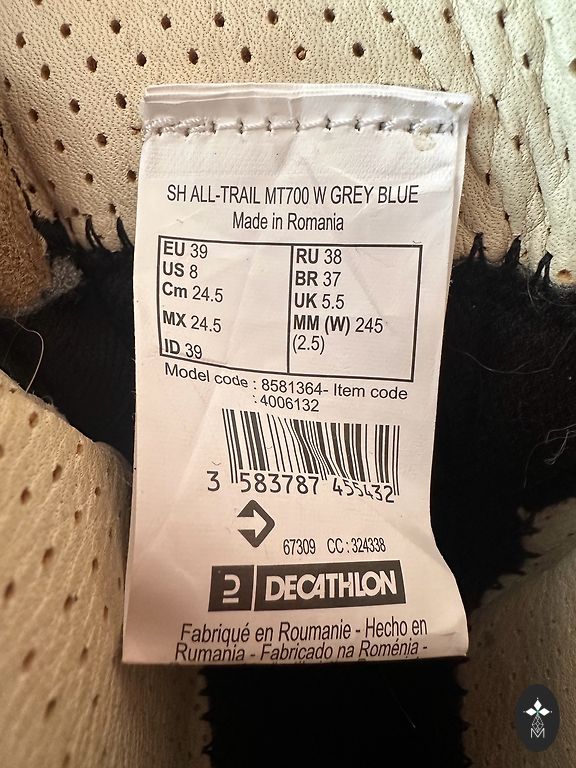 SH ALL-TRAIL MT700 W GREY BLUE
Made in Romania
EU 39
US 8
Cm 24.5
MX 24.5
ID 39
RU 38
BR 37
UK 5.5
MM (W) 245
(2.5)
Model code : 8581364- Item code
: 4006132
3 583787 455432
67309 CC : 324338
DECATHLON
Fabriqué en Roumanie - Hecho en
Rumania - Fabricado na Roménia -
M